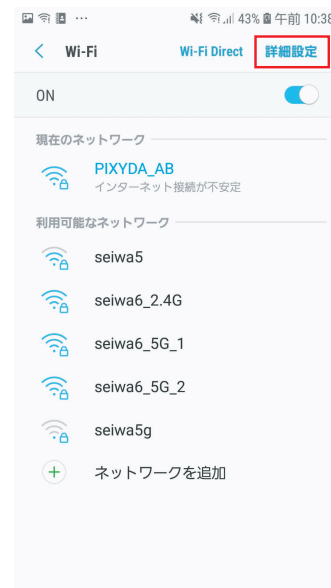 43% 午前 10:38
Wi-Fi Wi-Fi Direct 詳細設定
ON
現在のネットワーク
PIXYDA_AB
インターネット接続が不安定
利用可能なネットワーク
seiwa5
seiwa6_2.4G
seiwa6_5G_1
seiwa6_5G_2
seiwa5g
ネットワークを追加